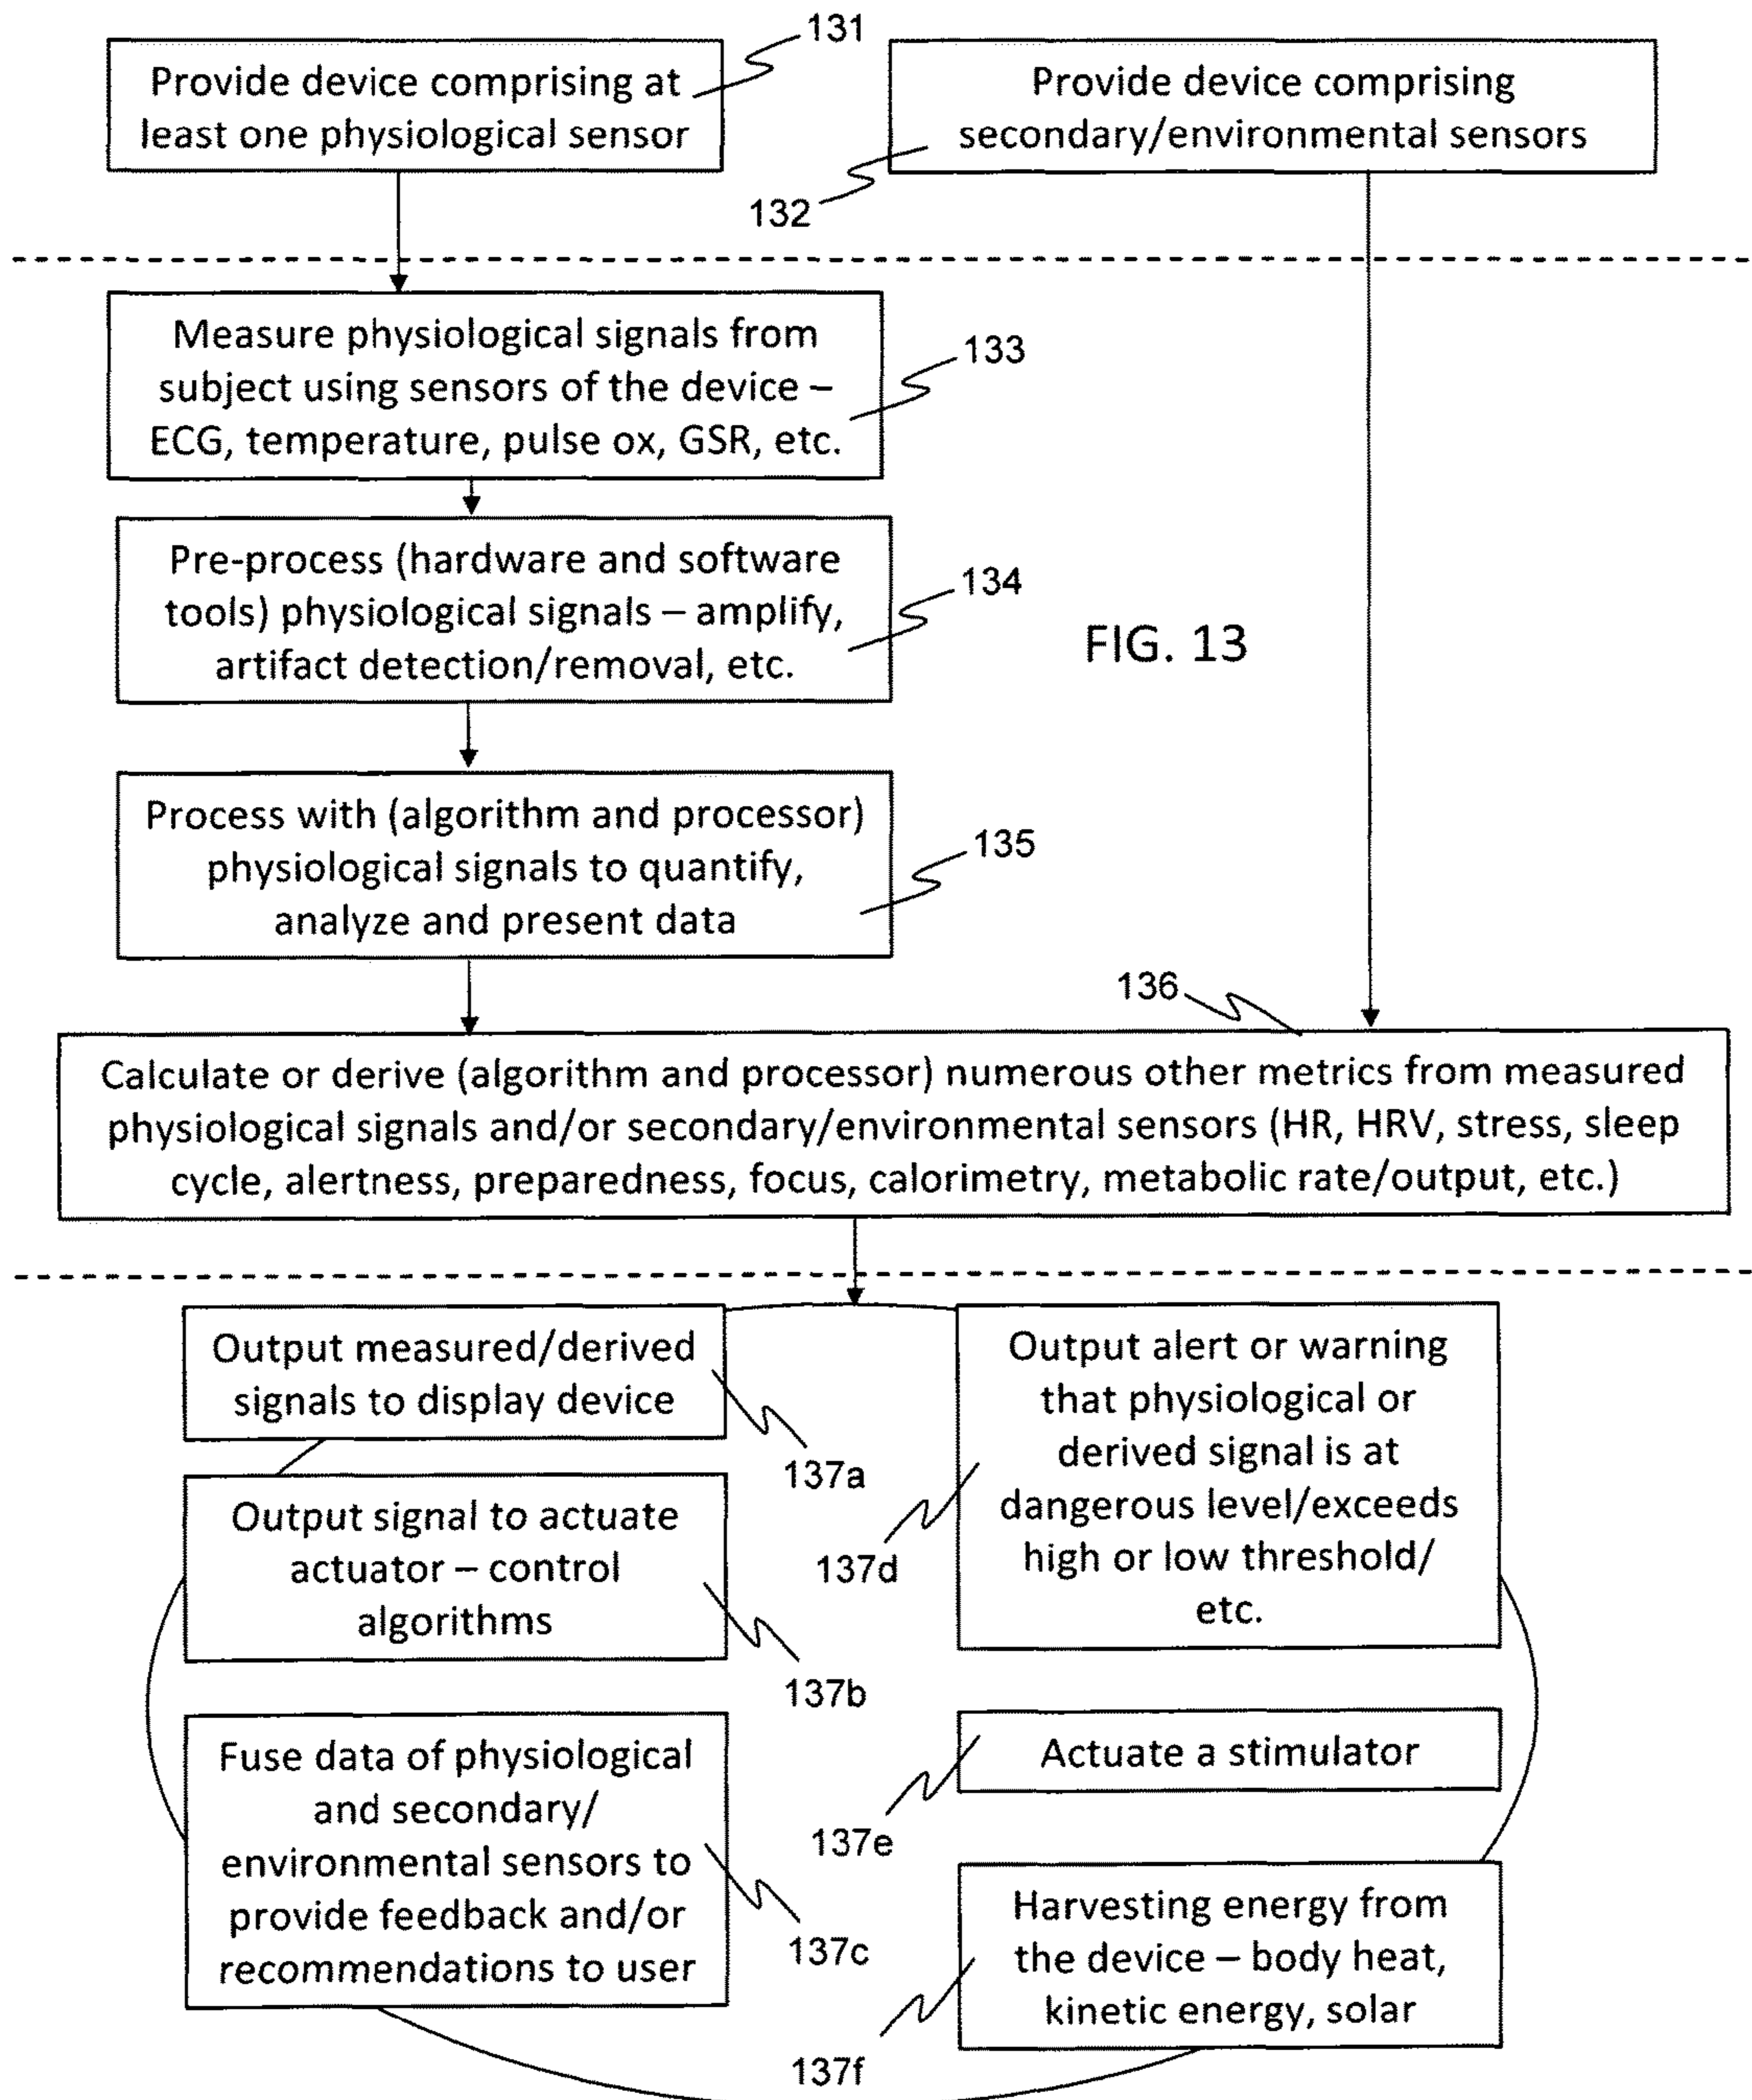 131
Provide device comprising at
least one physiological sensor
Provide device comprising
secondary/environmental sensors
132
Measure physiological signals from
subject using sensors of the device –
ECG, temperature, pulse ox, GSR, etc.
133
Pre-process (hardware and software
tools) physiological signals – amplify,
artifact detection/removal, etc.
134
FIG. 13
Process with (algorithm and processor)
physiological signals to quantify,
analyze and present data
135
136
Calculate or derive (algorithm and processor) numerous other metrics from measured
physiological signals and/or secondary/environmental sensors (HR, HRV, stress, sleep
cycle, alertness, preparedness, focus, calorimetry, metabolic rate/output, etc.)
Output measured/derived
signals to display device
137a
Output signal to actuate
actuator – control
algorithms
137b
Fuse data of physiological
and secondary/
environmental sensors to
provide feedback and/or
recommendations to user
137c
Output alert or warning
that physiological or
derived signal is at
dangerous level/exceeds
high or low threshold/
etc.
137d
Actuate a stimulator
137e
Harvesting energy from
the device – body heat,
kinetic energy, solar
137f